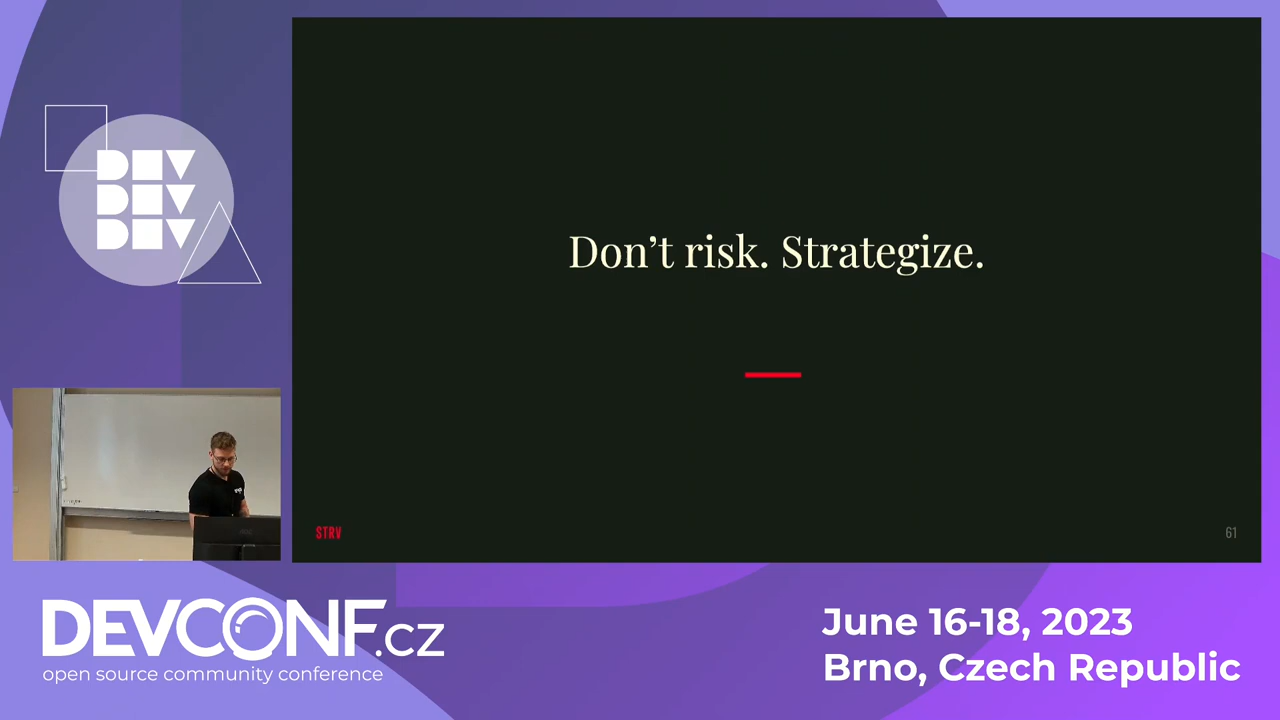 DEV
DEV
DEV
Don't risk. Strategize.
STRV
61
DEVCONF.cz
open source community conference
June 16-18, 2023
Brno, Czech Republic